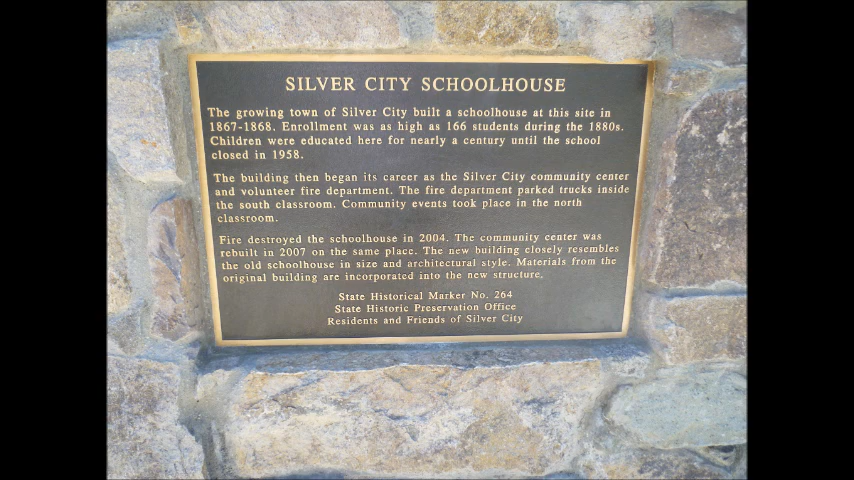 SILVER CITY SCHOOLHOUSE
The growing town of Silver City built a schoolhouse at this site in
1867-1868. Enrollment was as high as 166 students during the 1880s.
Children were educated here for nearly a century until the school
closed in 1958.
The building then began its career as the Silver City community center
and volunteer fire department. The fire department parked trucks inside
the south classroom. Community events took place in the north
classroom.
Fire destroyed the schoolhouse in 2004. The community center was
rebuilt in 2007 on the same place. The new building closely resembles
the old schoolhouse in size and architectural style. Materials from the
original building are incorporated into the new structure.
State Historical Marker No. 264
State Historic Preservation Office
Residents and Friends of Silver City